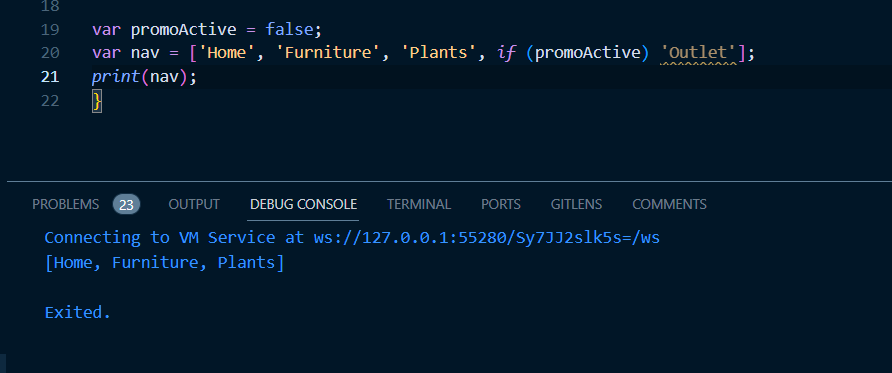 18
19 var promoActive = false;
20 var nav = ['Home', 'Furniture', 'Plants', if (promoActive) 'Outlet'];
21 print(nav);
22 }
PROBLEMS 23 OUTPUT DEBUG CONSOLE TERMINAL PORTS GITLENS COMMENTS
Connecting to VM Service at ws://127.0.0.1:55280/Sy7JJ2slk5s=/ws
[Home, Furniture, Plants]
Exited.